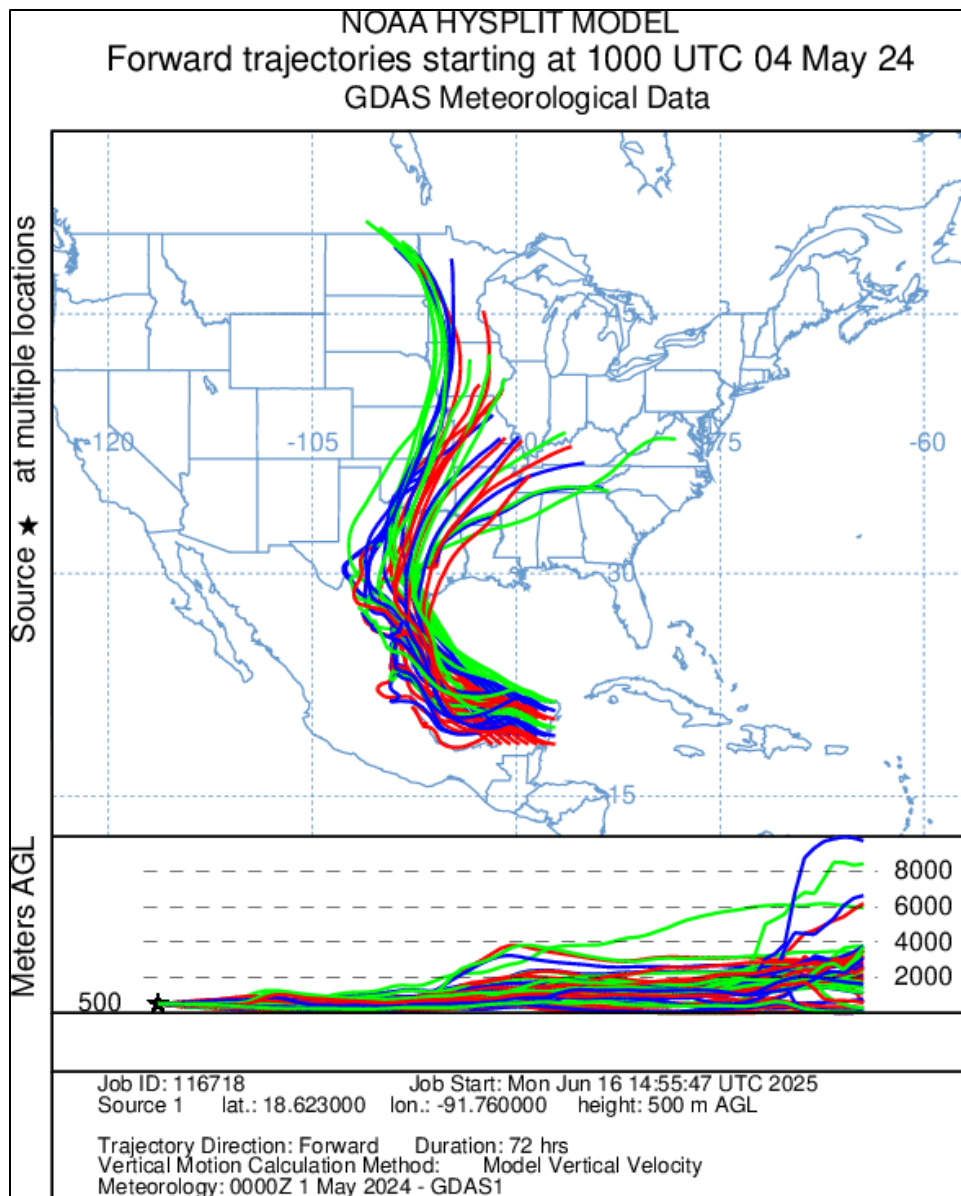 NOAA HYSPLIT MODEL
Forward trajectories starting at 1000 UTC 04 May 24
GDAS Meteorological Data
Source ★ at multiple locations
-120
-105
-90
-75
-60
45
30
15
Meters AGL
8000
6000
4000
2000
500
Job ID: 116718 Job Start: Mon Jun 16 14:55:47 UTC 2025
Source 1 lat.: 18.623000 lon.: -91.760000 height: 500 m AGL
Trajectory Direction: Forward Duration: 72 hrs
Vertical Motion Calculation Method: Model Vertical Velocity
Meteorology: 0000Z 1 May 2024 - GDAS1